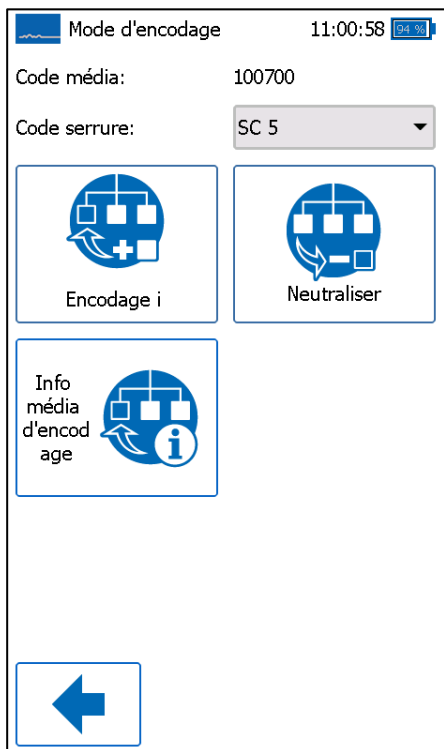 Mode d'encodage 11:00:58 94 %
Code média: 100700
Code serrure: SC 5
Encodage i
Neutraliser
Info
média
d'encod
age